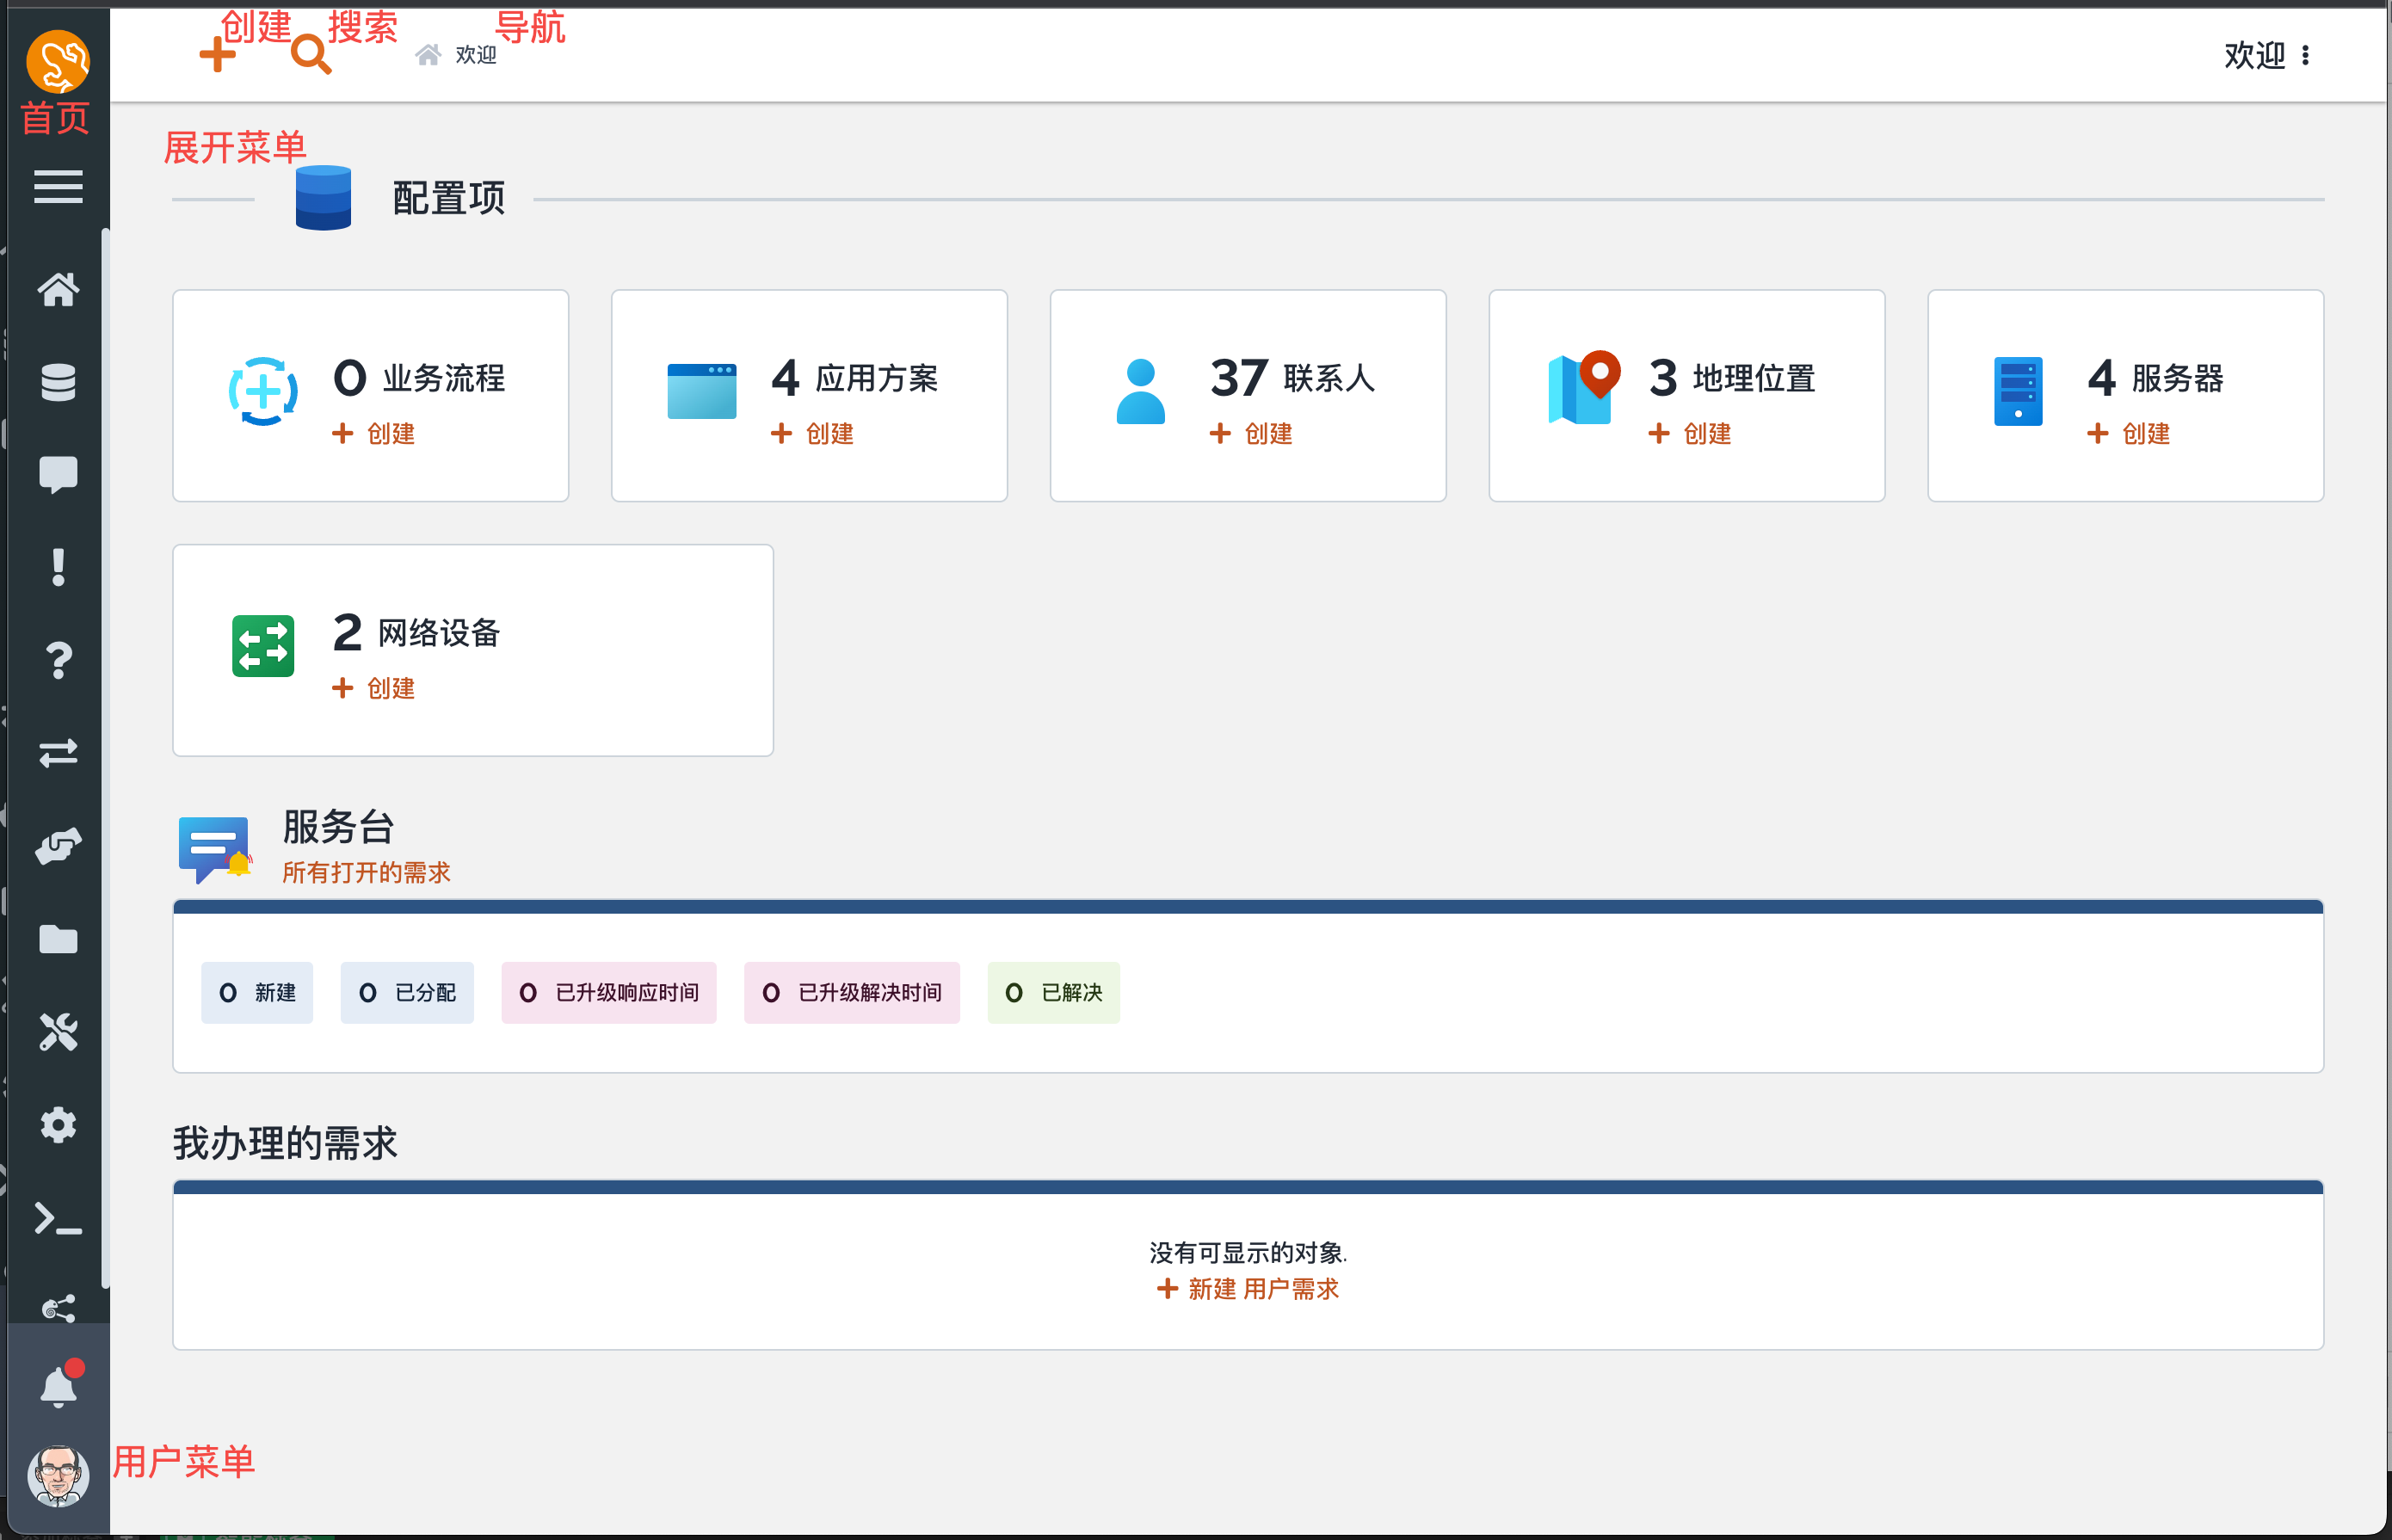 创建
搜索
导航
欢迎
欢迎
首页
展开菜单
配置项
0 业务流程
创建
4 应用方案
创建
37 联系人
创建
3 地理位置
创建
4 服务器
创建
2 网络设备
创建
服务台
所有打开的需求
0 新建
0 已分配
0 已升级响应时间
0 已升级解决时间
0 已解决
我办理的需求
没有可显示的对象.
新建 用户需求
用户菜单